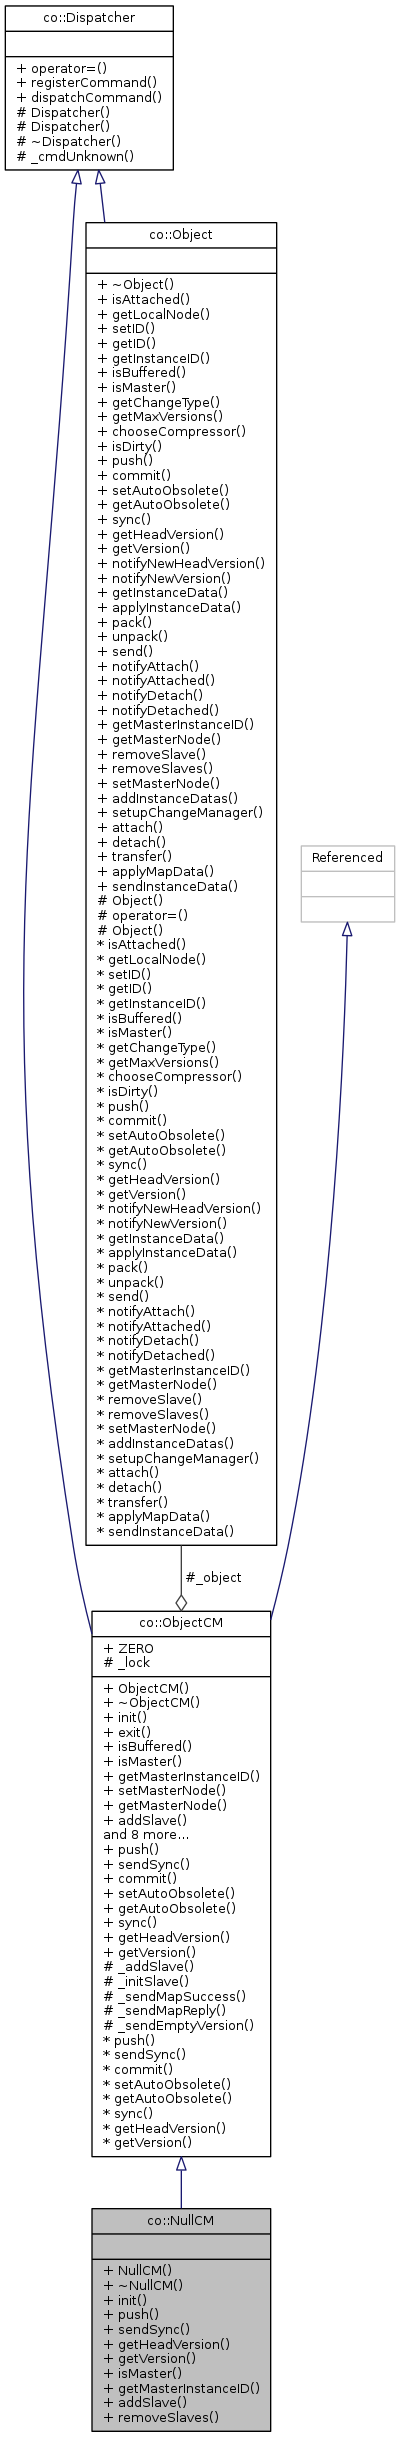 co::Dispatcher
+ operator=()
+ registerCommand()
+ dispatchCommand()
# Dispatcher()
# Dispatcher()
# ~Dispatcher()
# _cmdUnknown()
co::Object
+ ~Object()
+ isAttached()
+ getLocalNode()
+ setID()
+ getID()
+ getInstanceID()
+ isBuffered()
+ isMaster()
+ getChangeType()
+ getMaxVersions()
+ chooseCompressor()
+ isDirty()
+ push()
+ commit()
+ setAutoObsolete()
+ getAutoObsolete()
+ sync()
+ getHeadVersion()
+ getVersion()
+ notifyNewHeadVersion()
+ notifyNewVersion()
+ getInstanceData()
+ applyInstanceData()
+ pack()
+ unpack()
+ send()
+ notifyAttach()
+ notifyAttached()
+ notifyDetach()
+ notifyDetached()
+ getMasterInstanceID()
+ getMasterNode()
+ removeSlave()
+ removeSlaves()
+ setMasterNode()
+ addInstanceDatas()
+ setupChangeManager()
+ attach()
+ detach()
+ transfer()
+ applyMapData()
+ sendInstanceData()
# Object()
# operator=()
# Object()
* isAttached()
* getLocalNode()
* setID()
* getID()
* getInstanceID()
* isBuffered()
* isMaster()
* getChangeType()
* getMaxVersions()
* chooseCompressor()
* isDirty()
* push()
* commit()
* setAutoObsolete()
* getAutoObsolete()
* sync()
* getHeadVersion()
* getVersion()
* notifyNewHeadVersion()
* notifyNewVersion()
* getInstanceData()
* applyInstanceData()
* pack()
* unpack()
* send()
* notifyAttach()
* notifyAttached()
* notifyDetach()
* notifyDetached()
* getMasterInstanceID()
* getMasterNode()
* removeSlave()
* removeSlaves()
* setMasterNode()
* addInstanceDatas()
* setupChangeManager()
* attach()
* detach()
* transfer()
* applyMapData()
* sendInstanceData()
Referenced
#_object
co::ObjectCM
+ ZERO
# _lock
+ ObjectCM()
+ ~ObjectCM()
+ init()
+ exit()
+ isBuffered()
+ isMaster()
+ getMasterInstanceID()
+ setMasterNode()
+ getMasterNode()
+ addSlave()
and 8 more...
+ push()
+ sendSync()
+ commit()
+ setAutoObsolete()
+ getAutoObsolete()
+ sync()
+ getHeadVersion()
+ getVersion()
# _addSlave()
# _initSlave()
# _sendMapSuccess()
# _sendMapReply()
# _sendEmptyVersion()
* push()
* sendSync()
* commit()
* setAutoObsolete()
* getAutoObsolete()
* sync()
* getHeadVersion()
* getVersion()
co::NullCM
+ NullCM()
+ ~NullCM()
+ init()
+ push()
+ sendSync()
+ getHeadVersion()
+ getVersion()
+ isMaster()
+ getMasterInstanceID()
+ addSlave()
+ removeSlaves()